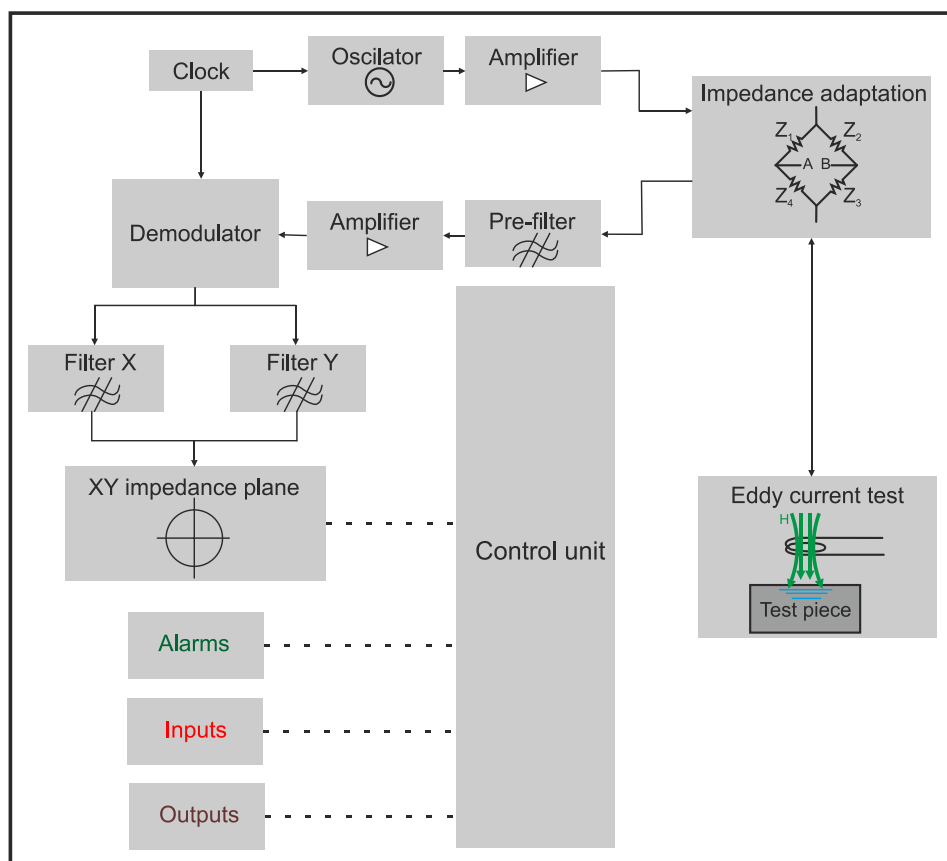 Clock
Oscilator
Amplifier
Impedance adaptation
Z1
Z2
A B
Z4
Z3
Demodulator
Amplifier
Pre-filter
Filter X
Filter Y
XY impedance plane
Control unit
Eddy current test
H
Test piece
Alarms
Inputs
Outputs